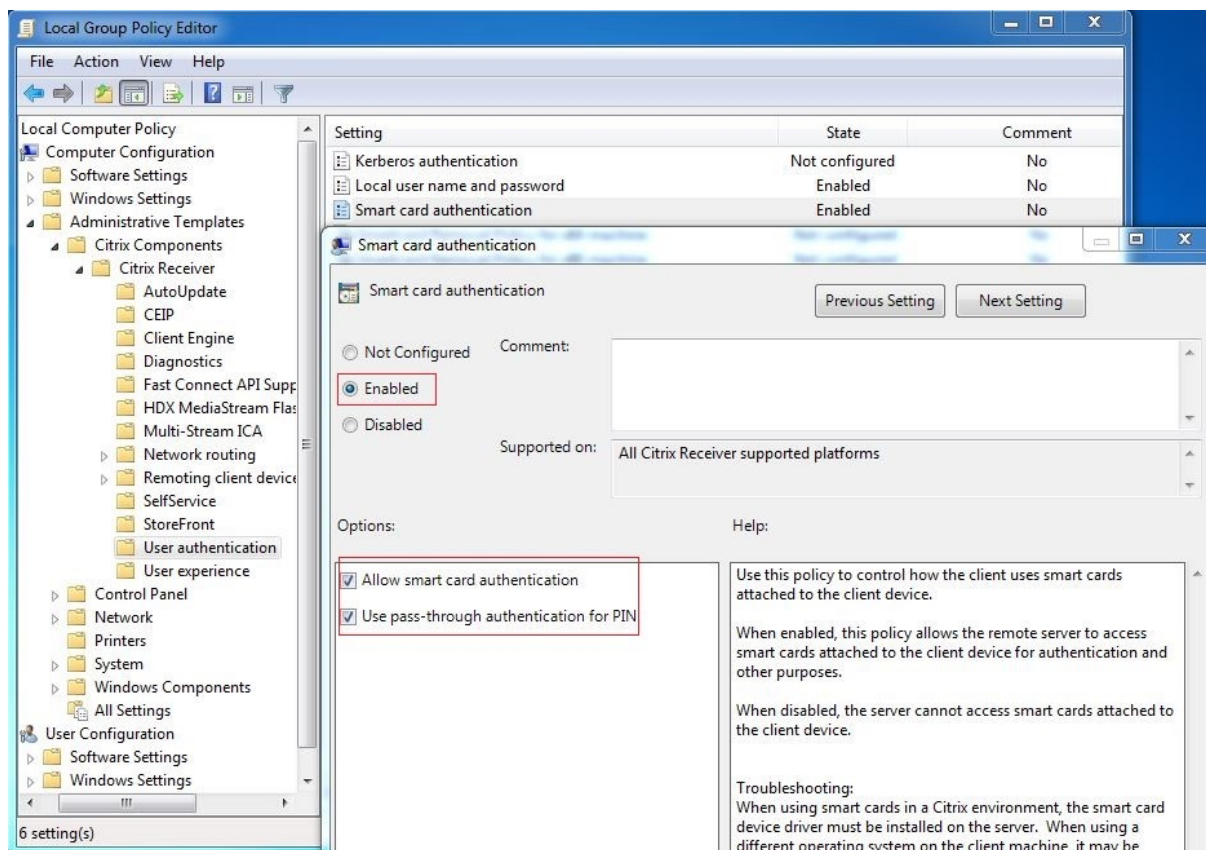 Local Group Policy Editor
File Action View Help
Local Computer Policy
Computer Configuration
Software Settings
Windows Settings
Administrative Templates
Citrix Components
Citrix Receiver
AutoUpdate
CEIP
Client Engine
Diagnostics
Fast Connect API Supp
HDX MediaStream Flas
Multi-Stream ICA
Network routing
Remoting client device
SelfService
StoreFront
User authentication
User experience
Control Panel
Network
Printers
System
Windows Components
All Settings
User Configuration
Software Settings
Windows Settings
6 setting(s)
Setting State Comment
Kerberos authentication Not configured No
Local user name and password Enabled No
Smart card authentication Enabled No
Smart card authentication
Smart card authentication
Previous Setting Next Setting
Not Configured
Enabled
Disabled
Comment:
Supported on: All Citrix Receiver supported platforms
Options:
Allow smart card authentication
Use pass-through authentication for PIN
Help:
Use this policy to control how the client uses smart cards
attached to the client device.
When enabled, this policy allows the remote server to access
smart cards attached to the client device for authentication and
other purposes.
When disabled, the server cannot access smart cards attached to
the client device.
Troubleshooting:
When using smart cards in a Citrix environment, the smart card
device driver must be installed on the server. When using a
different operating system on the client machine, it may be